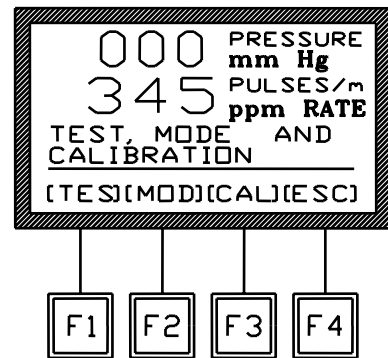 000 PRESSURE
mm Hg
345 PULSES/m
ppm RATE
TEST, MODE AND
CALIBRATION
[TES][MOD][CAL][ESC]
F1 F2 F3 F4